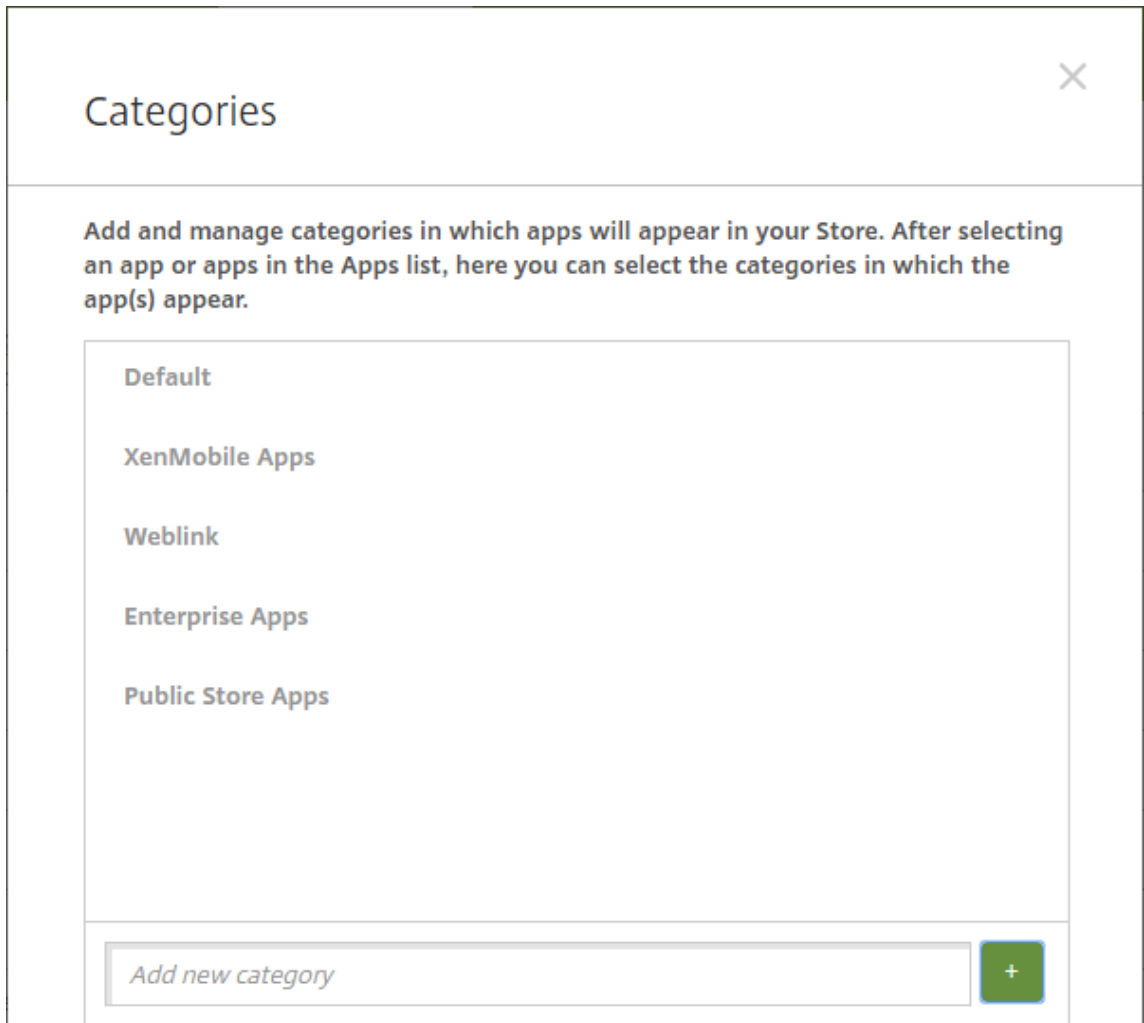 Categories
Add and manage categories in which apps will appear in your Store. After selecting
an app or apps in the Apps list, here you can select the categories in which the
app(s) appear.
Default
XenMobile Apps
Weblink
Enterprise Apps
Public Store Apps
Add new category
+